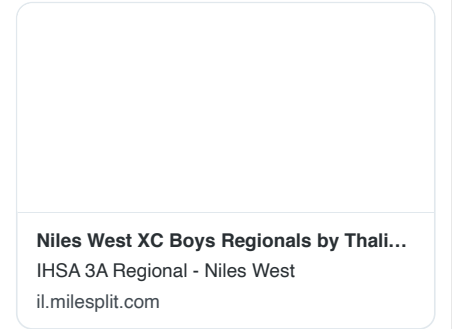 Niles West XC Boys Regionals by Thali...
IHSA 3A Regional - Niles West
il.milesplit.com